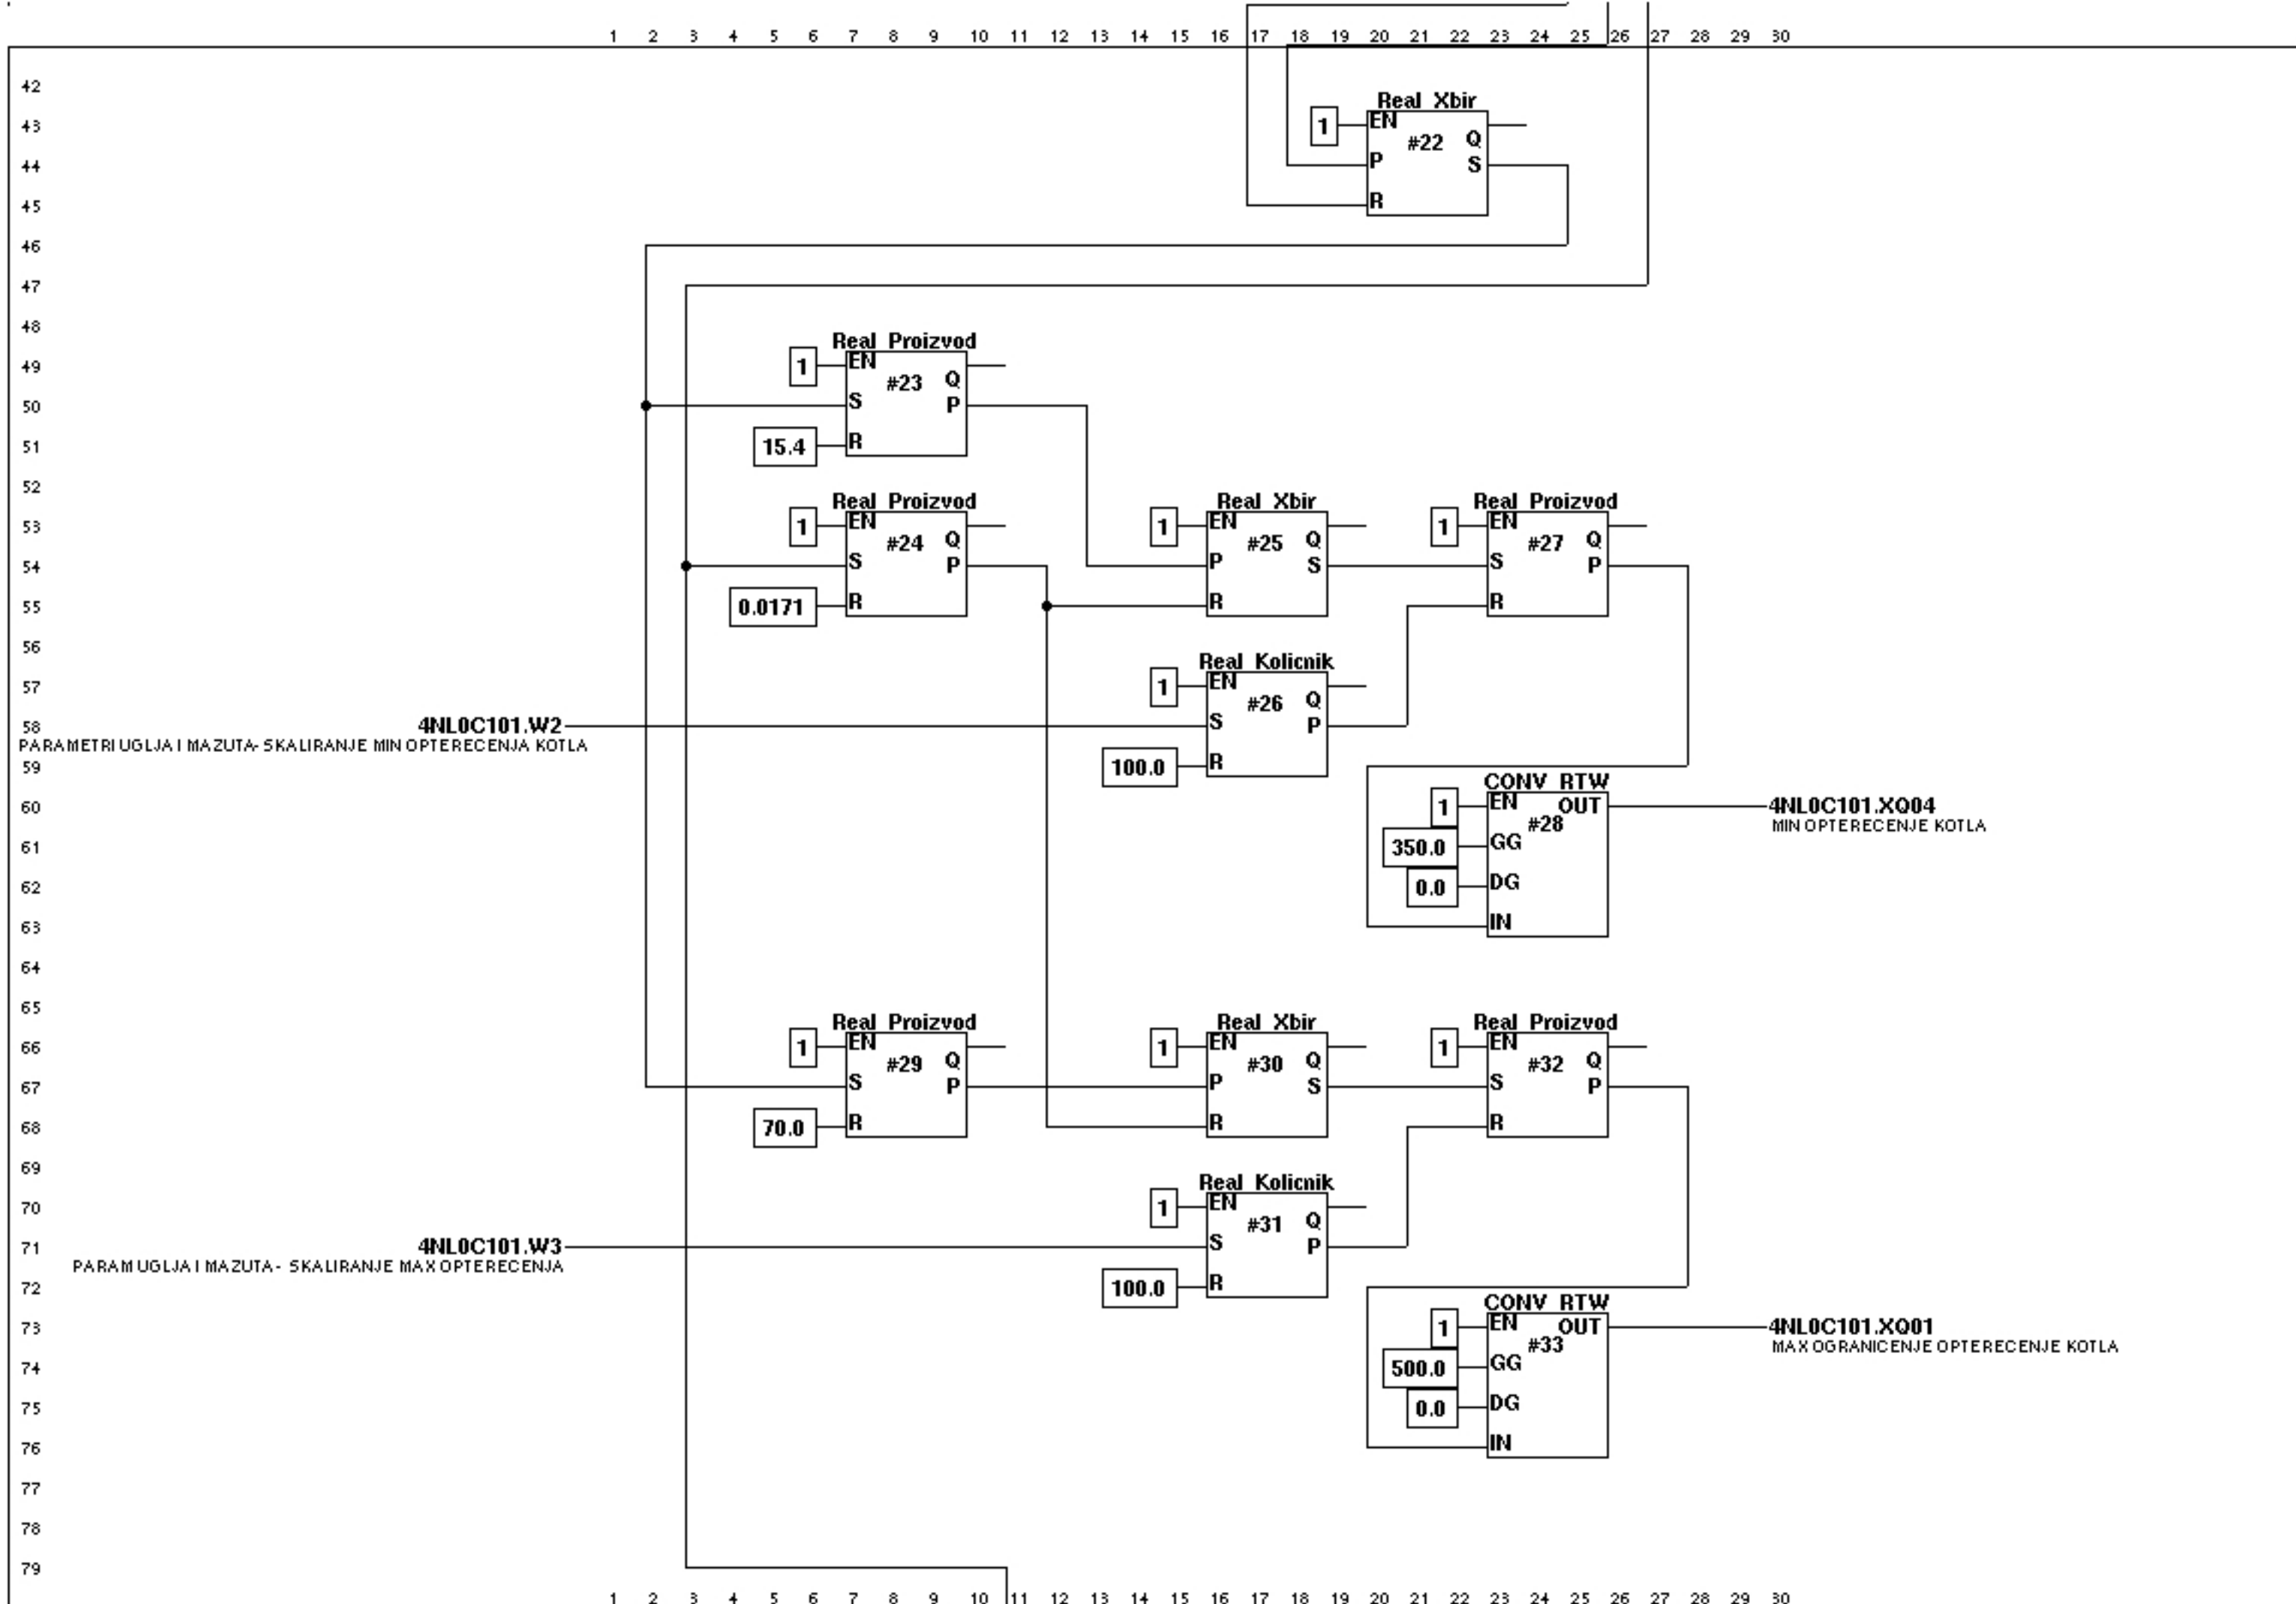 1 2 3 4 5 6 7 8 9 10 11 12 13 14 15 16 17 18 19 20 21 22 23 24 25 26 27 28 29 30
42
Real Xbir
43 1 EN #22 Q
44 P S
45 R
46
47
48
Real Proizvod
49 1 EN #23 Q
50 S P
51 15.4 R
52
Real Proizvod Real Xbir Real Proizvod
53 1 EN #24 Q 1 EN #25 Q 1 EN #27 Q
54 S P P S S P
55 0.0171 R R R
56
Real Kolicnik
57 1 EN #26 Q
58 4NL0C101.W2 S P
PARAMETRI UGLJA I MAZUTA- SKALIRANJE MIN OPTERECENJA KOTLA
59 100.0 R
CONV RTW
60 1 EN OUT 4NL0C101.XQ04
#28 MIN OPTERECENJE KOTLA
61 350.0 GG
62 0.0 DG
63 IN
64
65
Real Proizvod Real Xbir Real Proizvod
66 1 EN #29 Q 1 EN #30 Q 1 EN #32 Q
67 S P P S S P
68 70.0 R R R
69
Real Kolicnik
70 1 EN #31 Q
71 4NL0C101.W3 S P
PARAM UGLJA I MAZUTA- SKALIRANJE MAX OPTERECENJA
72 100.0 R
CONV RTW
73 1 EN OUT 4NL0C101.XQ01
#33 MAX OGRANICENJE OPTERECENJE KOTLA
74 500.0 GG
75 0.0 DG
76 IN
77
78
79
1 2 3 4 5 6 7 8 9 10 11 12 13 14 15 16 17 18 19 20 21 22 23 24 25 26 27 28 29 30